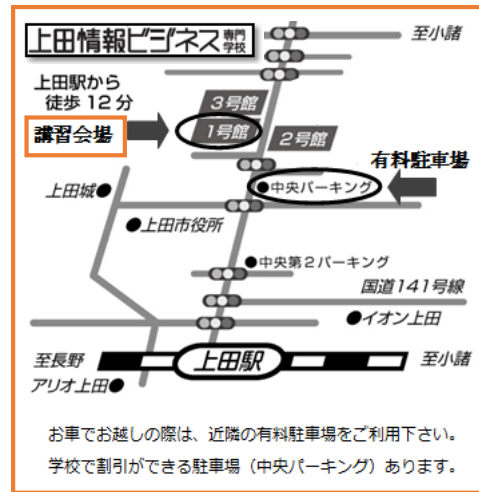 上田情報ビジネス専門学校
至小諸
上田駅から
徒歩12分
3号館
講習会場
1号館
2号館
有料駐車場
上田城
中央パーキング
上田市役所
中央第2パーキング
国道141号線
イオン上田
至長野
上田駅
至小諸
アリオ上田
お車でお越しの際は、近隣の有料駐車場をご利用下さい。
学校で割引ができる駐車場（中央パーキング）あります。